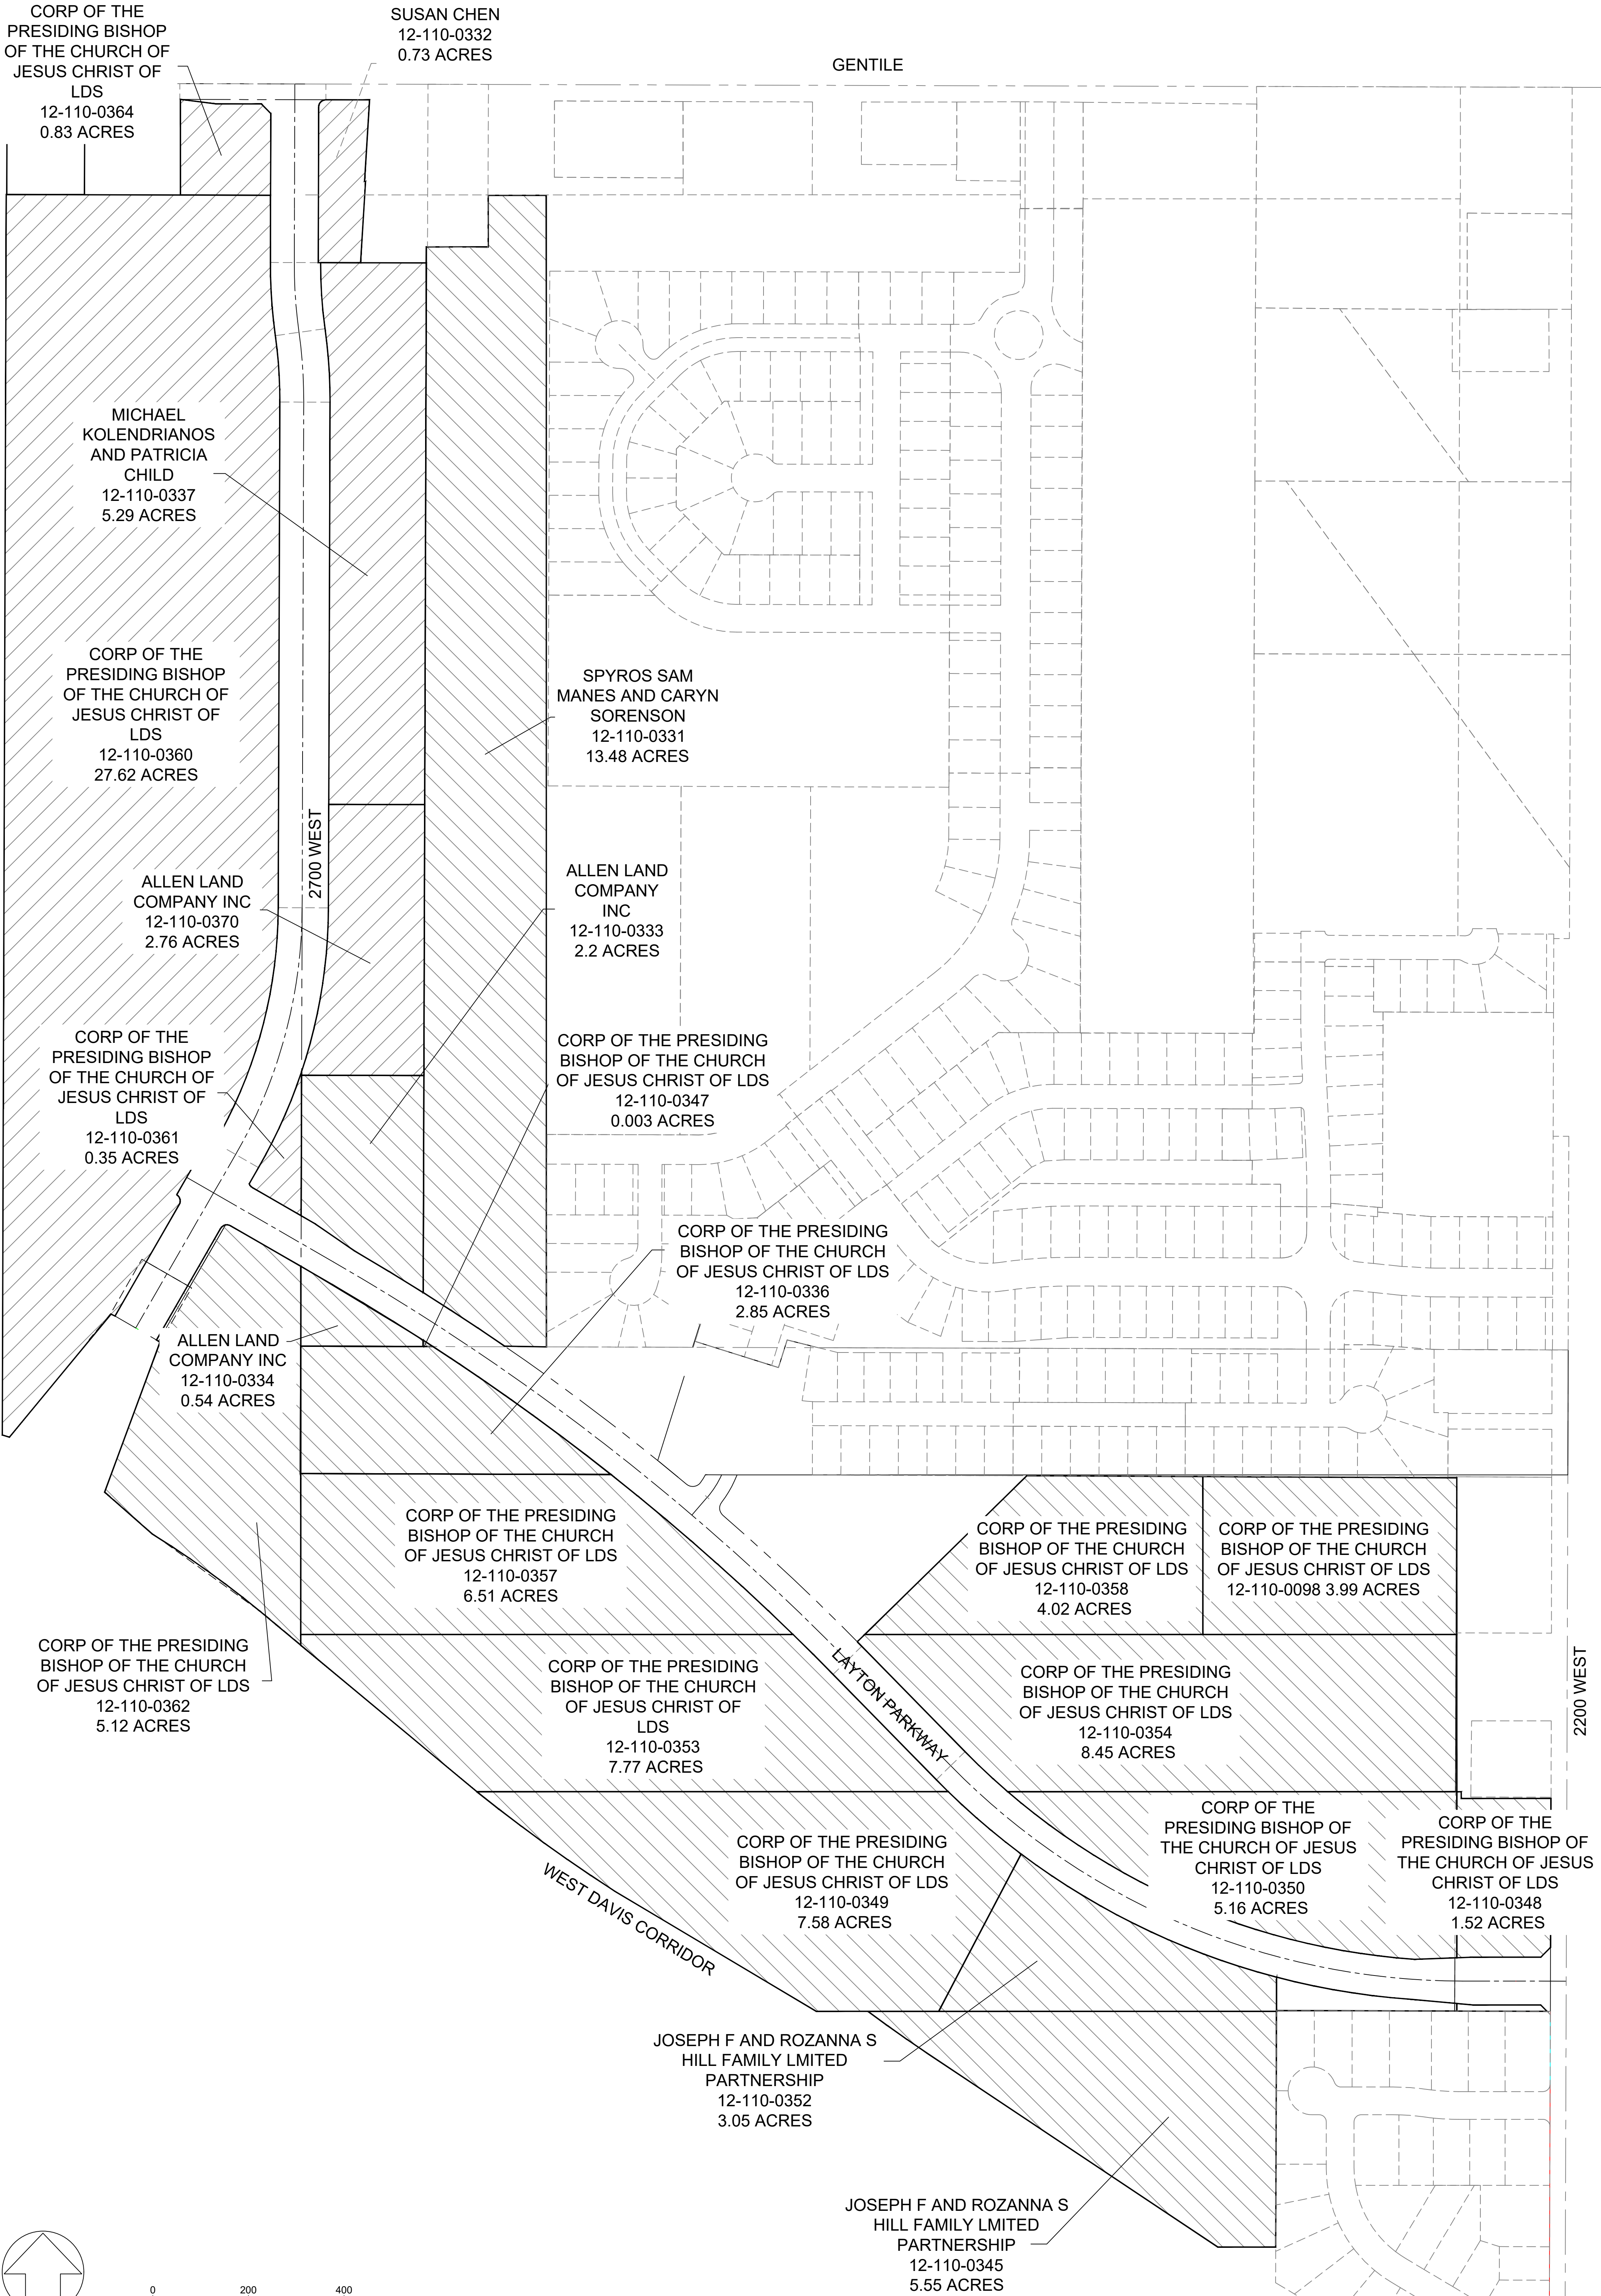 CORP OF THE
PRESIDING BISHOP
OF THE CHURCH OF
JESUS CHRIST OF
LDS
12-110-0364
0.83 ACRES
SUSAN CHEN
12-110-0332
0.73 ACRES
GENTILE
MICHAEL
KOLENDRIANOS
AND PATRICIA
CHILD
12-110-0337
5.29 ACRES
CORP OF THE
PRESIDING BISHOP
OF THE CHURCH OF
JESUS CHRIST OF
LDS
12-110-0360
27.62 ACRES
SPYROS SAM
MANES AND CARYN
SORENSON
12-110-0331
13.48 ACRES
2700 WEST
ALLEN LAND
COMPANY INC
12-110-0370
2.76 ACRES
ALLEN LAND
COMPANY
INC
12-110-0333
2.2 ACRES
CORP OF THE
PRESIDING BISHOP
OF THE CHURCH OF
JESUS CHRIST OF
LDS
12-110-0361
0.35 ACRES
CORP OF THE PRESIDING
BISHOP OF THE CHURCH
OF JESUS CHRIST OF LDS
12-110-0347
0.003 ACRES
CORP OF THE PRESIDING
BISHOP OF THE CHURCH
OF JESUS CHRIST OF LDS
12-110-0336
2.85 ACRES
ALLEN LAND
COMPANY INC
12-110-0334
0.54 ACRES
CORP OF THE PRESIDING
BISHOP OF THE CHURCH
OF JESUS CHRIST OF LDS
12-110-0357
6.51 ACRES
CORP OF THE PRESIDING
BISHOP OF THE CHURCH
OF JESUS CHRIST OF LDS
12-110-0358
4.02 ACRES
CORP OF THE PRESIDING
BISHOP OF THE CHURCH
OF JESUS CHRIST OF LDS
12-110-0098 3.99 ACRES
CORP OF THE PRESIDING
BISHOP OF THE CHURCH
OF JESUS CHRIST OF LDS
12-110-0362
5.12 ACRES
CORP OF THE PRESIDING
BISHOP OF THE CHURCH
OF JESUS CHRIST OF
LDS
12-110-0353
7.77 ACRES
LAYTON PARKWAY
CORP OF THE PRESIDING
BISHOP OF THE CHURCH
OF JESUS CHRIST OF LDS
12-110-0354
8.45 ACRES
2200 WEST
WEST DAVIS CORRIDOR
CORP OF THE PRESIDING
BISHOP OF THE CHURCH
OF JESUS CHRIST OF LDS
12-110-0349
7.58 ACRES
CORP OF THE
PRESIDING BISHOP OF
THE CHURCH OF JESUS
CHRIST OF LDS
12-110-0350
5.16 ACRES
CORP OF THE
PRESIDING BISHOP OF
THE CHURCH OF JESUS
CHRIST OF LDS
12-110-0348
1.52 ACRES
JOSEPH F AND ROZANNA S
HILL FAMILY LMITED
PARTNERSHIP
12-110-0352
3.05 ACRES
JOSEPH F AND ROZANNA S
HILL FAMILY LMITED
PARTNERSHIP
12-110-0345
5.55 ACRES
0 200 400